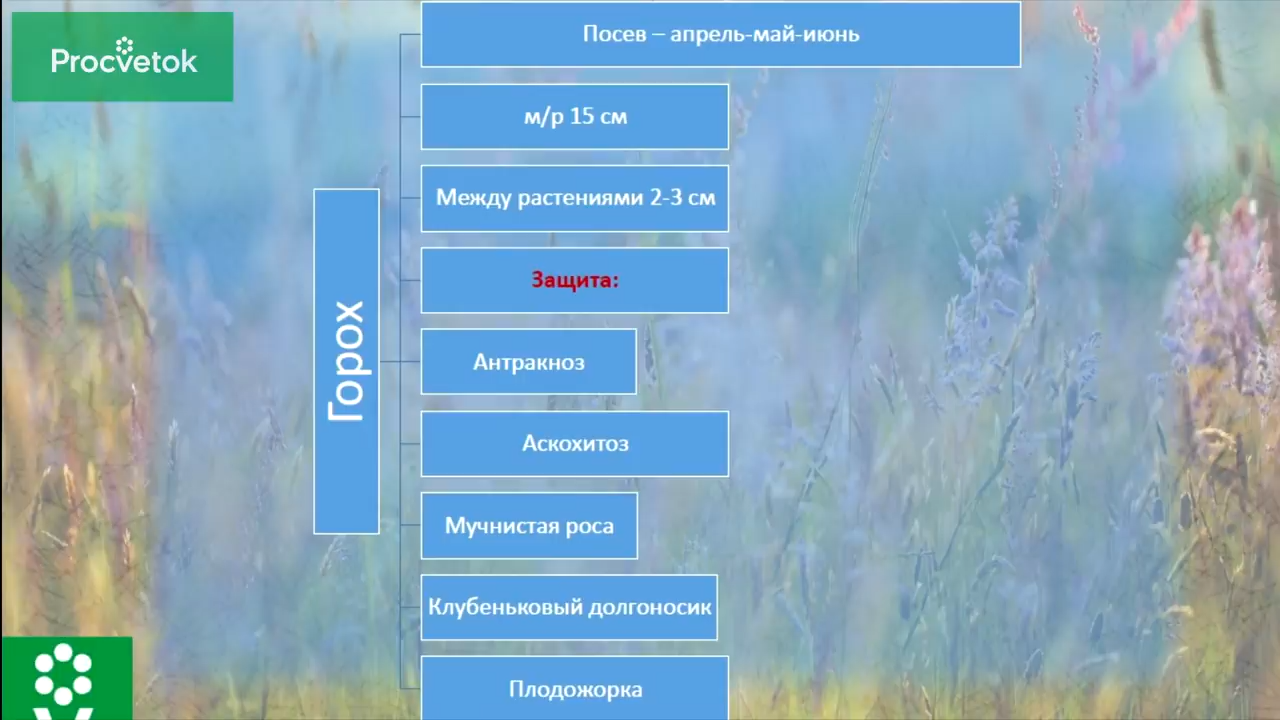 Procvetok
Посев – апрель-май-июнь
м/р 15 см
Между растениями 2-3 см
Защита:
Горох
Антракноз
Аскохитоз
Мучнистая роса
Клубеньковый долгоносик
Плодожорка